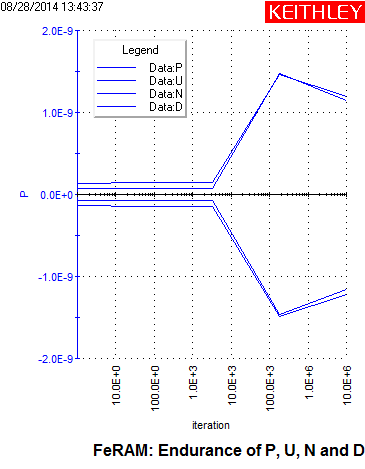 08/28/2014 13:43:37
KEITHLEY
2.0E-9
1.0E-9
0.0E+0
-1.0E-9
-2.0E-9
P
Legend
Data:P
Data:U
Data:N
Data:D
10.0E+0
100.0E+0
1.0E+3
10.0E+3
100.0E+3
1.0E+6
10.0E+6
iteration
FeRAM: Endurance of P, U, N and D